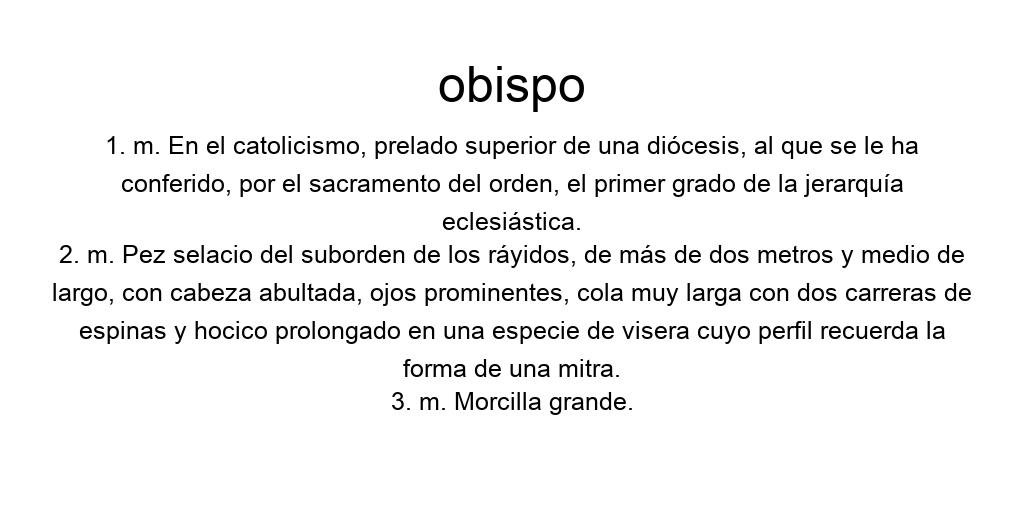 obispo
1. m. En el catolicismo, prelado superior de una diócesis, al que se le ha
conferido, por el sacramento del orden, el primer grado de la jerarquía
eclesiástica.
2. m. Pez selacio del suborden de los ráyidos, de más de dos metros y medio de
largo, con cabeza abultada, ojos prominentes, cola muy larga con dos carreras de
espinas y hocico prolongado en una especie de visera cuyo perfil recuerda la
forma de una mitra.
3. m. Morcilla grande.